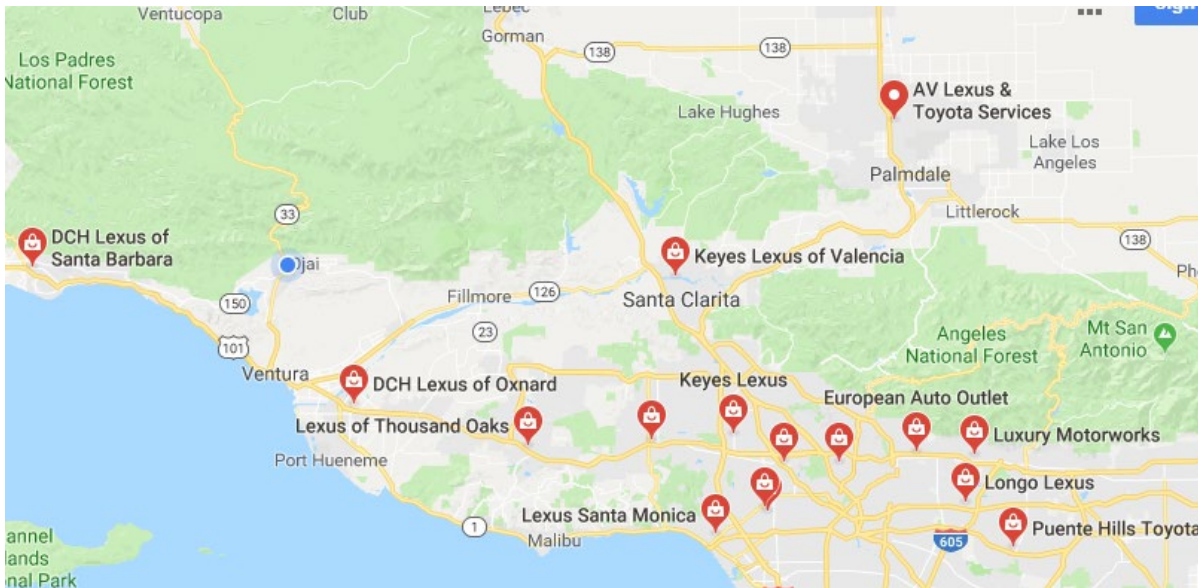 Ventucopa
Club
Lebec
Gorman
138
138
Sign
Los Padres
National Forest
AV Lexus &
Toyota Services
Lake Hughes
Lake Los
Angeles
Palmdale
Littlerock
33
DCH Lexus of
Santa Barbara
138
Ojai
Keyes Lexus of Valencia
Fillmore
126
Santa Clarita
150
23
101
Angeles
National Forest
Mt San
Antonio
Ventura
DCH Lexus of Oxnard
Keyes Lexus
European Auto Outlet
Lexus of Thousand Oaks
Luxury Motorworks
Port Hueneme
Longo Lexus
Lexus Santa Monica
1
Malibu
605
Puente Hills Toyota
annel
lands
nal Park